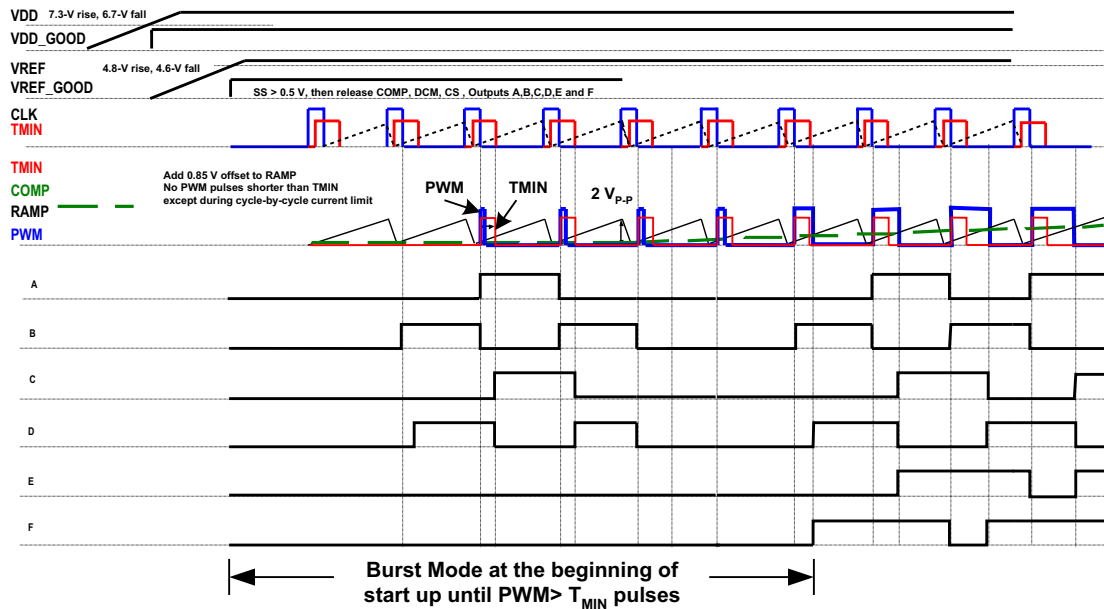 VDD 7.3-V rise, 6.7-V fall
VDD_GOOD
VREF 4.8-V rise, 4.6-V fall
VREF_GOOD
SS > 0.5 V, then release COMP, DCM, CS , Outputs A,B,C,D,E and F
CLK
TMIN
TMIN
COMP
RAMP
PWM
Add 0.85 V offset to RAMP
No PWM pulses shorter than TMIN
except during cycle-by-cycle current limit
PWM
TMIN
2 VP-P
A
B
C
D
E
F
Burst Mode at the beginning of
start up until PWM> TMIN pulses